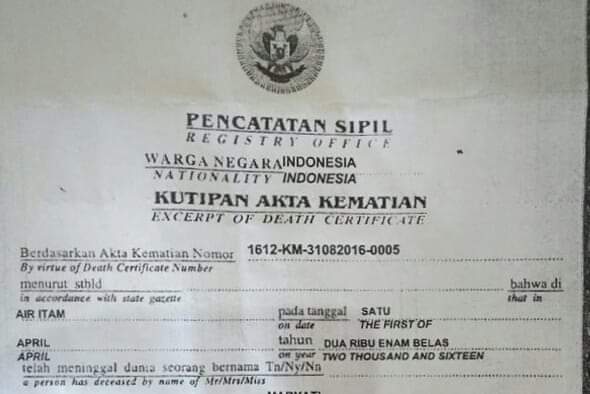 PENCATATAN SIPIL
REGISTRY OFFICE
WARGA NEGARA INDONESIA
NATIONALITY INDONESIA
KUTIPAN AKTA KEMATIAN
EXCERPT OF DEATH CERTIFICATE
Berdasarkan Akta Kematian Nomor 1612-KM-31082016-0005
By virtue of Death Certificate Number
menurut stbld bahwa di
in accordance with state gazette that in
AIR ITAM pada tanggal SATU
on date THE FIRST OF
APRIL tahun DUA RIBU ENAM BELAS
APRIL on year TWO THOUSAND AND SIXTEEN
telah meninggal dunia seorang bernama Tn/Ny/Nn
a person has deceased by name of Mr/Mrs/Miss